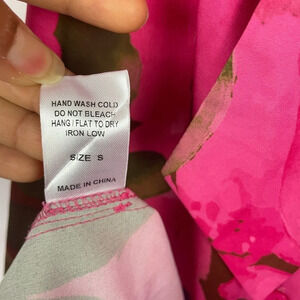 HAND WASH COLD
DO NOT BLEACH
HANG / FLAT TO DRY
IRON LOW
SIZE S
MADE IN CHINA